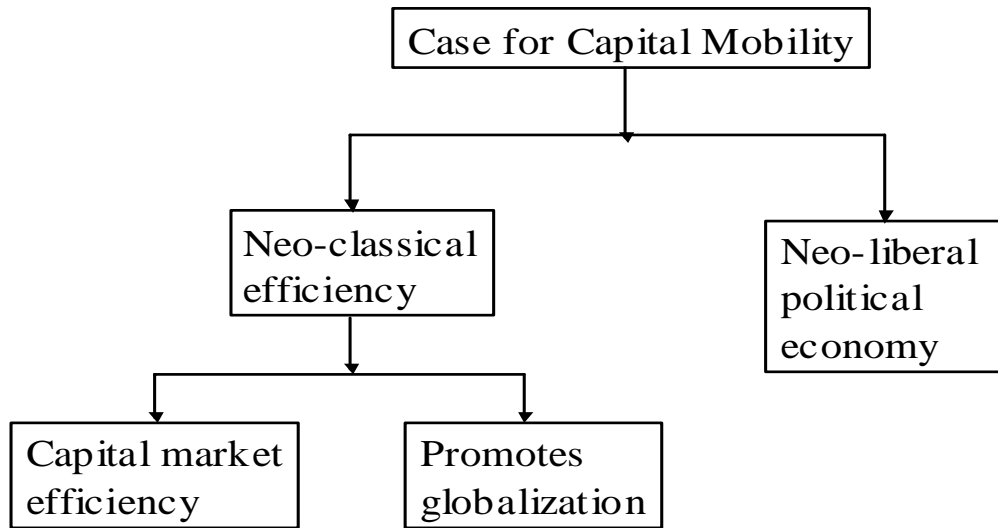 Case for Capital Mobility
Neo-classical
efficiency
Neo-liberal
political
economy
Capital market
efficiency
Promotes
globalization